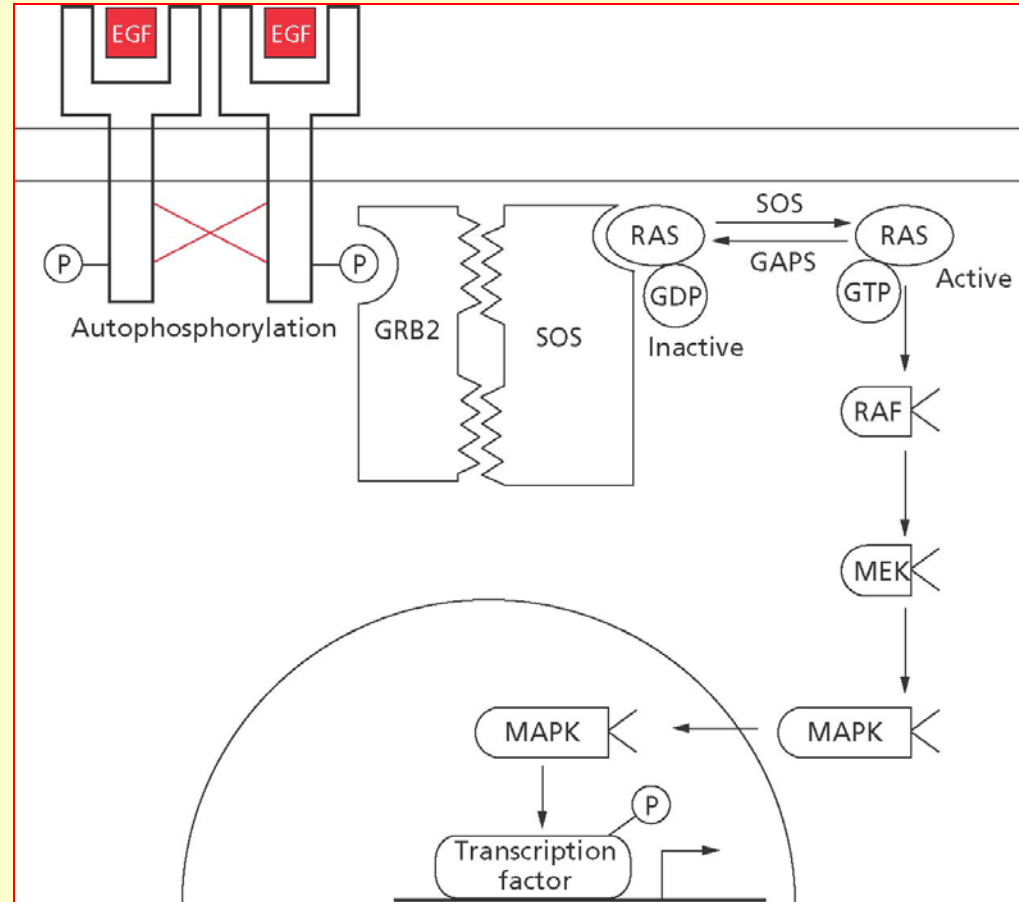 EGF
EGF
SOS
RAS
RAS
GAPS
P
P
GDP
GTP
Active
Autophosphorylation
GRB2
SOS
Inactive
RAF
MEK
MAPK
MAPK
P
Transcription
factor